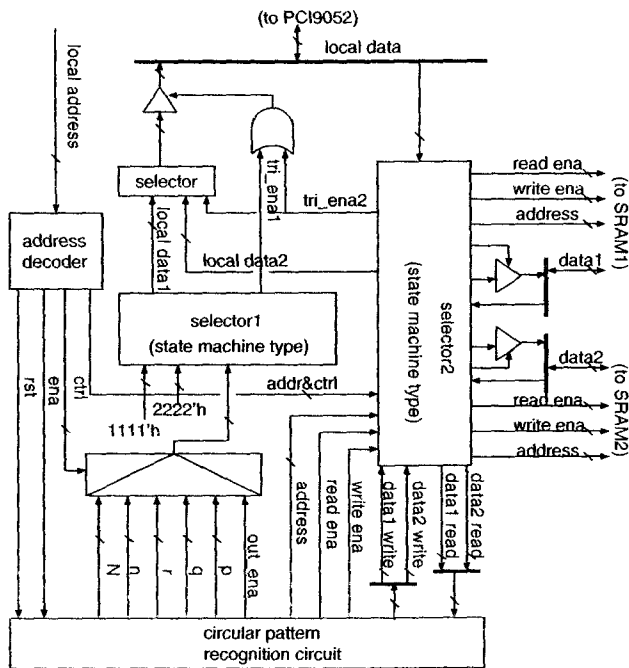 (to PCI9052)
local data
local address
read ena
write ena
address
(to SRAM1)
tri_ena1
selector
tri_ena2
address
decoder
local data1
local data2
data1
selector1
(state machine type)
selector2
(state machine type)
data2
(to SRAM2)
rst
ena
ctrl
1111'h
2222'h
addr&ctrl
read ena
write ena
address
N
n
r
q
p
out_ena
address
read ena
write ena
data1 write
data2 write
data1 read
data2 read
circular pattern
recognition circuit